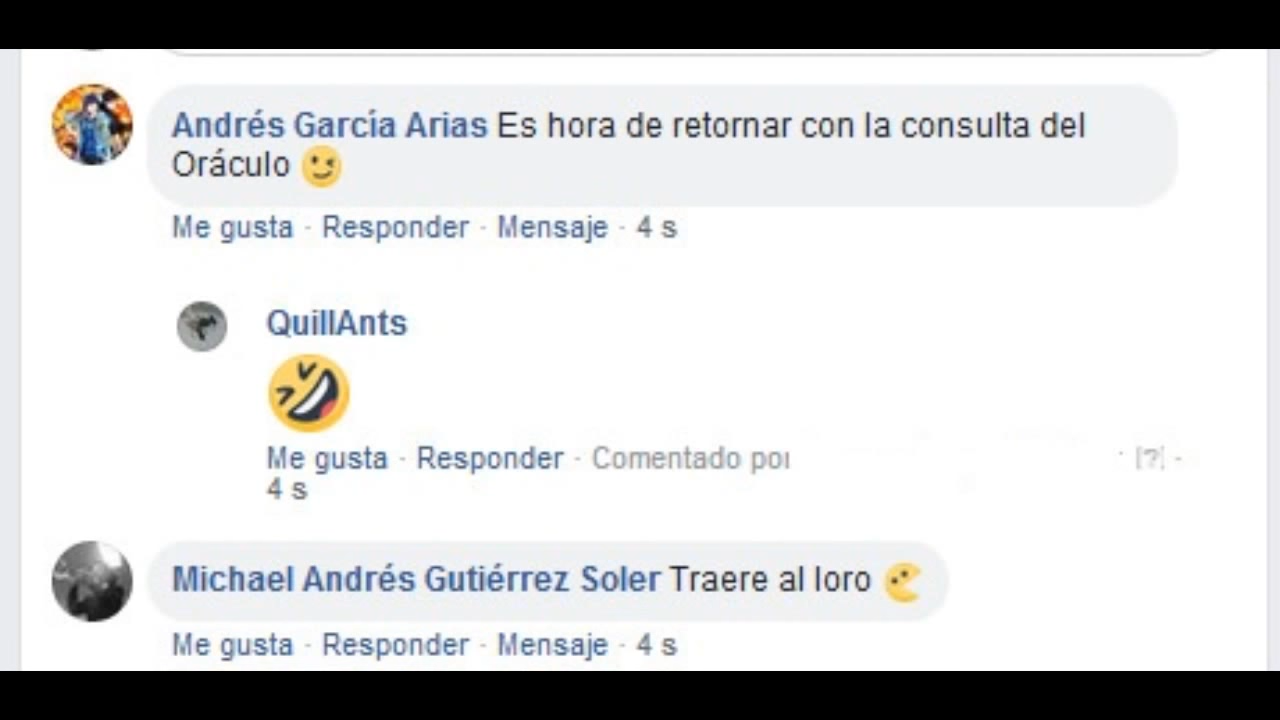 Andrés García Arias Es hora de retornar con la consulta del
Oráculo 😉
Me gusta · Responder · Mensaje · 4 s
QuillAnts
🤣
Me gusta · Responder · Comentado por · [?] ·
4 s
Michael Andrés Gutiérrez Soler Traere al loro
Me gusta · Responder · Mensaje · 4 s